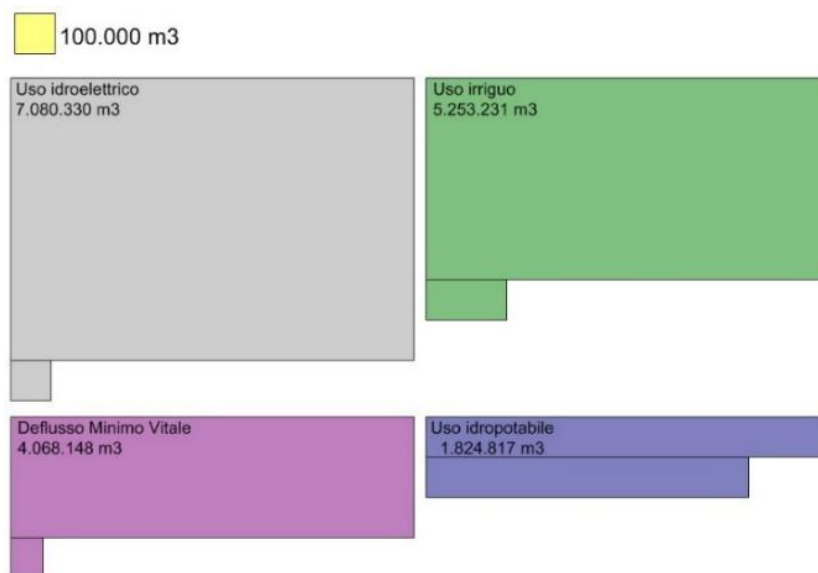 100.000 m3
Uso idroelettrico
7.080.330 m3
Uso irriguo
5.253.231 m3
Deflusso Minimo Vitale
4.068.148 m3
Uso idropotabile
1.824.817 m3